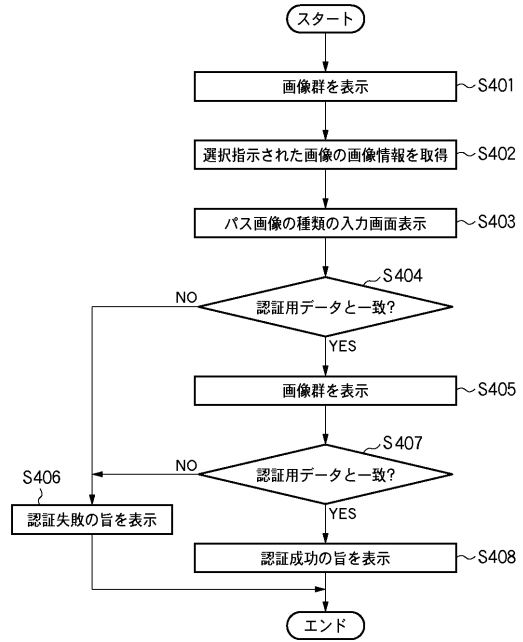 スタート
画像群を表示
S401
選択指示された画像の画像情報を取得
S402
パス画像の種類の入力画面表示
S403
S404
認証用データと一致?
NO
YES
画像群を表示
S405
S407
認証用データと一致?
NO
YES
S406
認証失敗の旨を表示
認証成功の旨を表示
S408
エンド